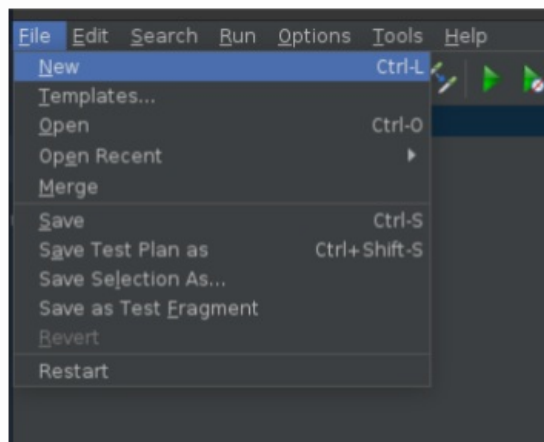 File Edit Search Run Options Tools Help
New Ctrl-L
Templates...
Open Ctrl-O
Open Recent
Merge
Save Ctrl-S
Save Test Plan as Ctrl+Shift-S
Save Selection As...
Save as Test Fragment
Revert
Restart